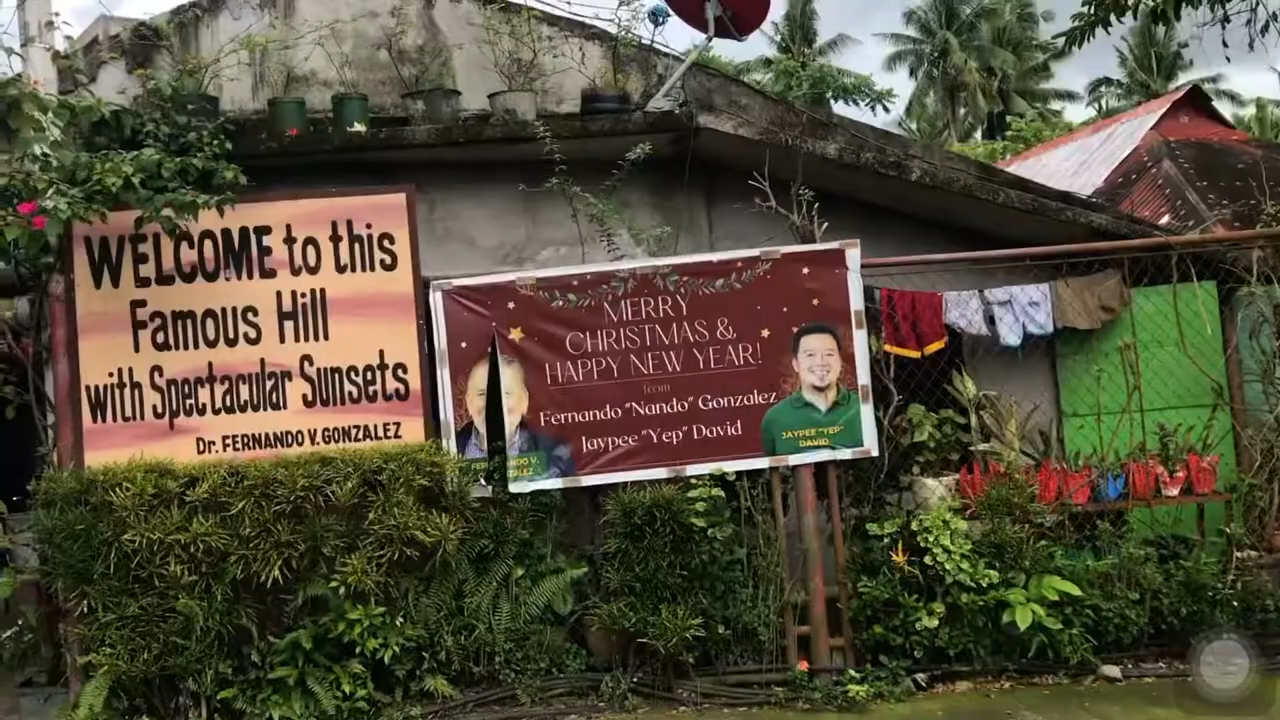 WELCOME to this
Famous Hill
with Spectacular Sunsets
Dr. FERNANDO V. GONZALEZ
MERRY
CHRISTMAS &
HAPPY NEW YEAR!
from
Fernando "Nando" Gonzalez
Jaypee "Yep" David
JAYPEE "YEP"
DAVID